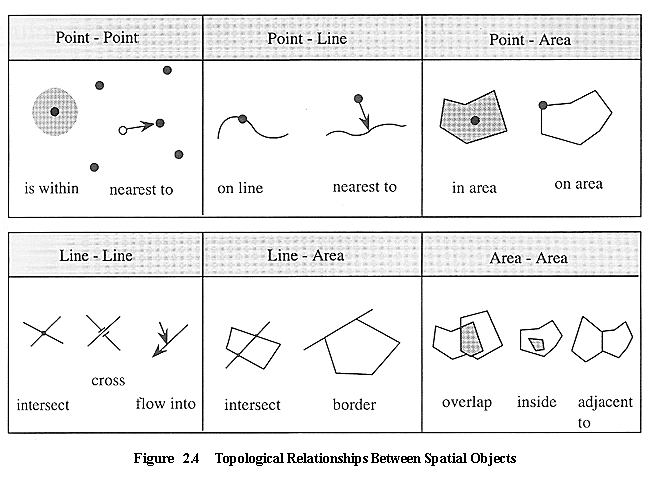 Point - Point
Point - Line
Point - Area
is within
nearest to
on line
nearest to
in area
on area
Line - Line
Line - Area
Area - Area
intersect
cross
flow into
intersect
border
overlap
inside
adjacent
to
Figure 2.4 Topological Relationships Between Spatial Objects